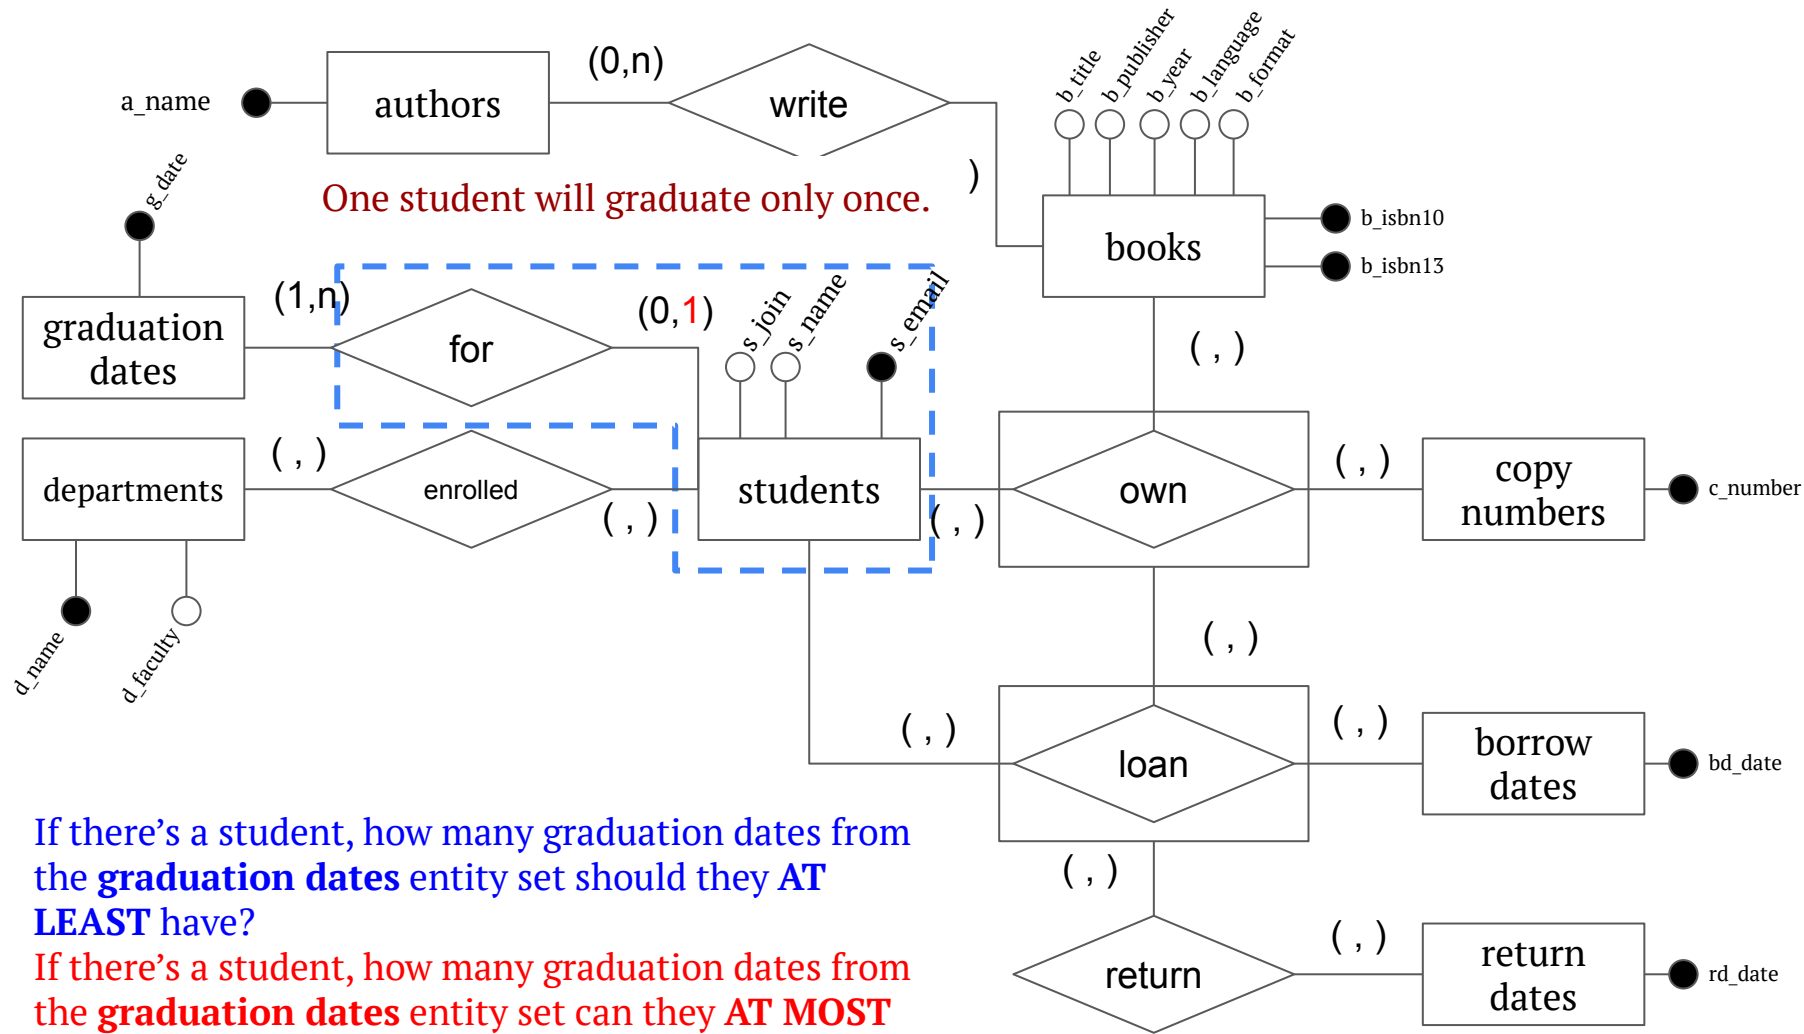 b_title
b_publisher
b_year
b_language
b_format
(0,n)
a_name
authors
write
)
g_date
One student will graduate only once.
b_isbn10
books
b_isbn13
(1,n)
(0,1)
s_join
s_name
s_email
graduation
dates
for
( , )
( , )
( , )
departments
enrolled
students
own
copy
numbers
c_number
( , )
( , )
d_name
d_faculty
( , )
( , )
( , )
loan
borrow
dates
bd_date
If there’s a student, how many graduation dates from
the graduation dates entity set should they AT
LEAST have?
( , )
If there’s a student, how many graduation dates from
the graduation dates entity set can they AT MOST
( , )
return
return
dates
rd_date